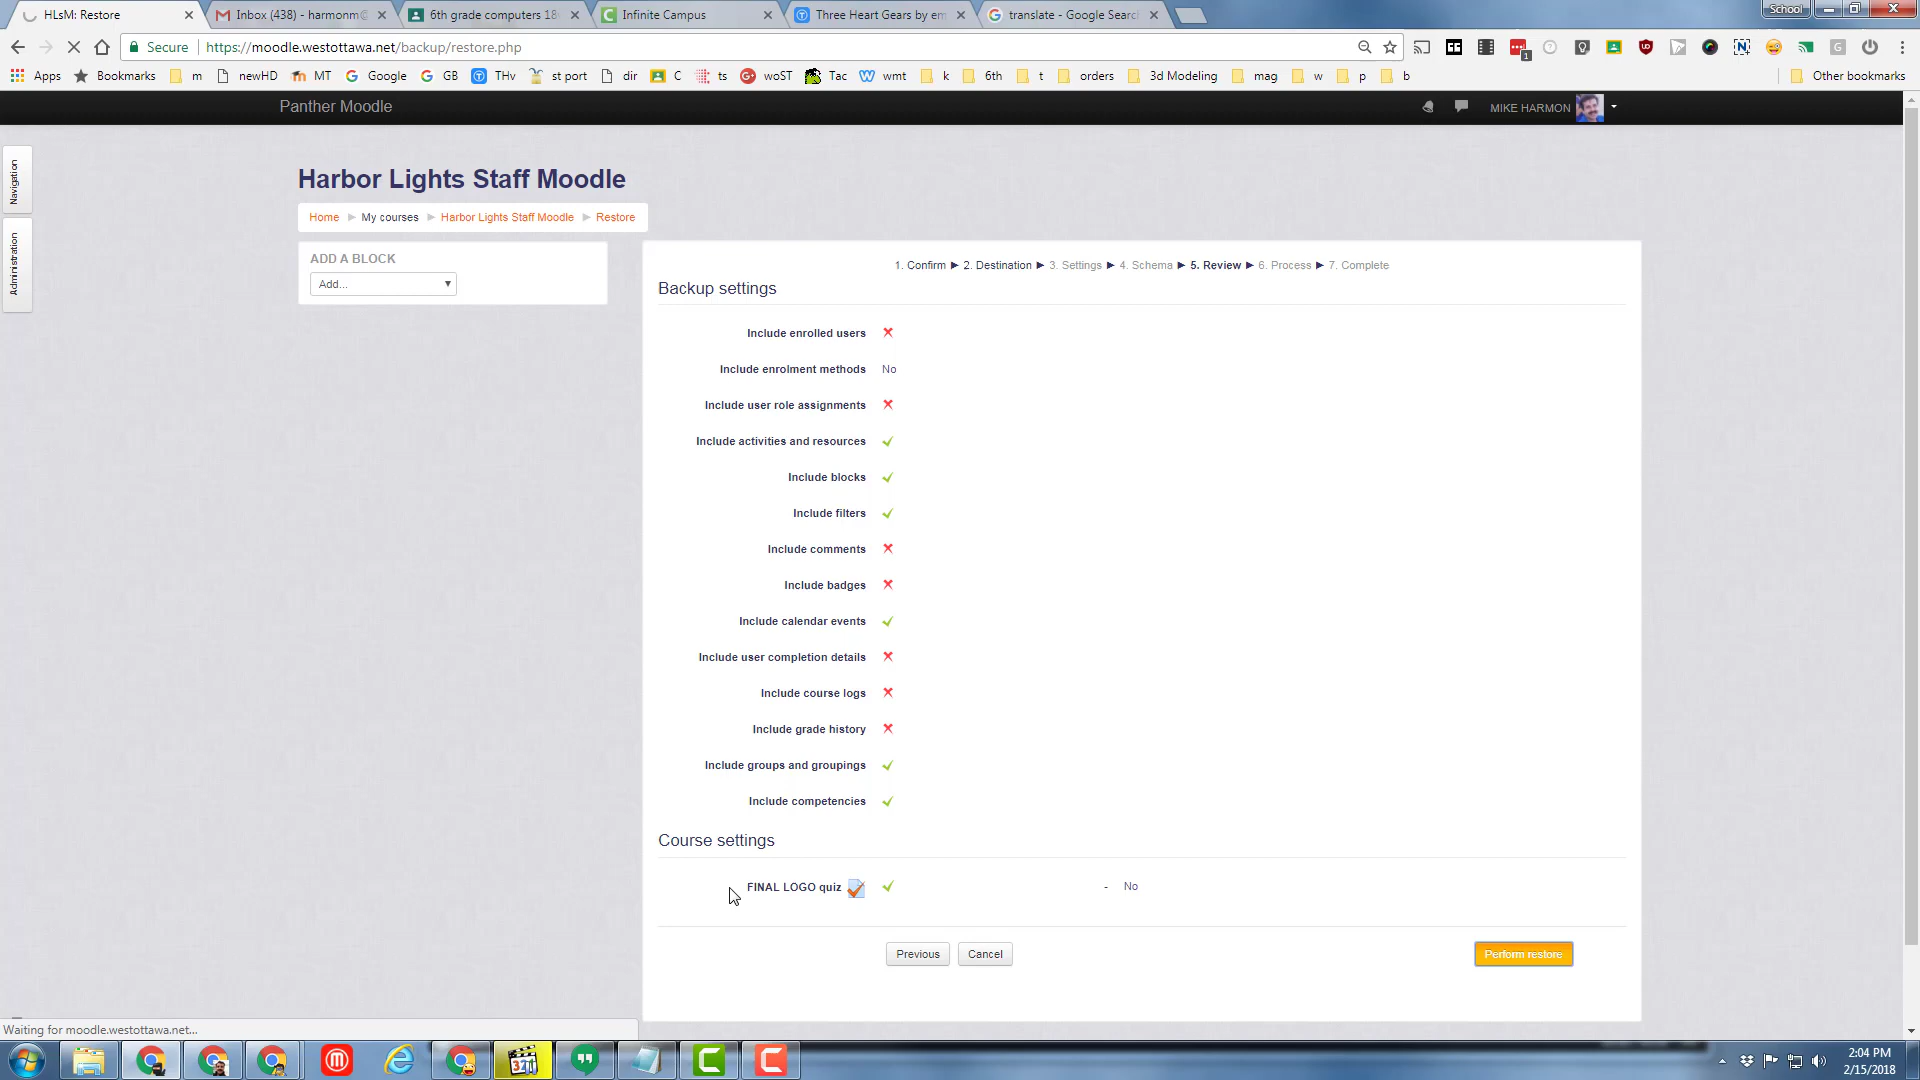 HLsM: Restore
Inbox (438) - harmonm@
6th grade computers 18
Infinite Campus
Three Heart Gears by em
translate - Google Search
School
Secure
https://moodle.westottawa.net/backup/restore.php
Apps
Bookmarks
m
newHD
MT
Google
GB
THv
st port
dir
C
ts
woST
Tac
wmt
k
6th
t
orders
3d Modeling
mag
w
p
b
Other bookmarks
Panther Moodle
MIKE HARMON
Navigation
Administration
Harbor Lights Staff Moodle
Home ► My courses ► Harbor Lights Staff Moodle ► Restore
ADD A BLOCK
Add...
1. Confirm ► 2. Destination ► 3. Settings ► 4. Schema ► 5. Review ► 6. Process ► 7. Complete
Backup settings
Include enrolled users
Include enrolment methods No
Include user role assignments
Include activities and resources
Include blocks
Include filters
Include comments
Include badges
Include calendar events
Include user completion details
Include course logs
Include grade history
Include groups and groupings
Include competencies
Course settings
FINAL LOGO quiz - No
Previous
Cancel
Perform restore
Waiting for moodle.westottawa.net...
2:04 PM
2/15/2018